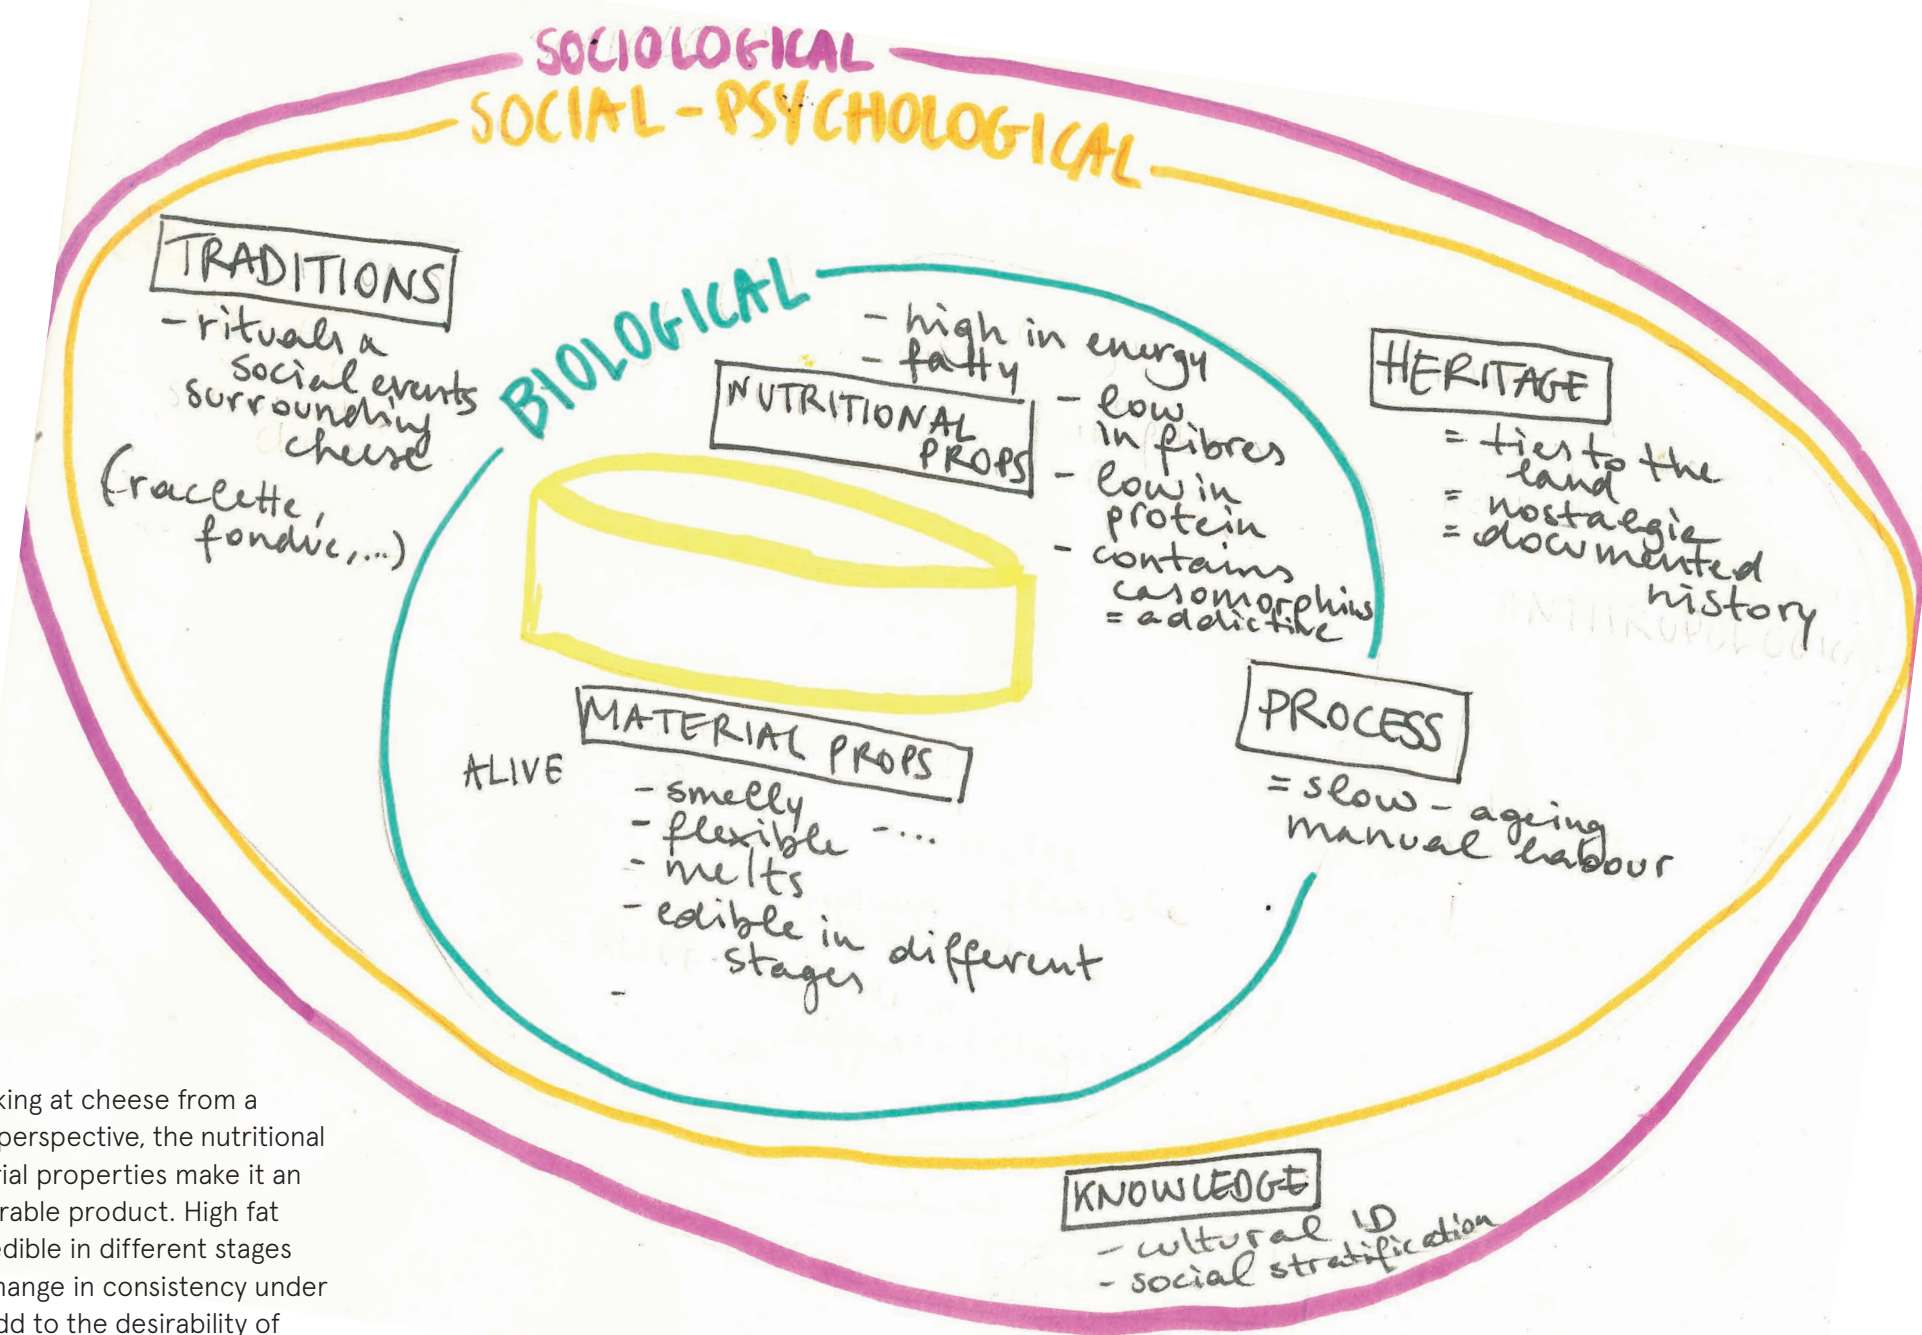 SOCIOLOGICAL
SOCIAL-PSYCHOLOGICAL
TRADITIONS
- rituals &
social events
surrounding
cheese
(raclette,
fondue,...)
BIOLOGICAL
- high in energy
- fatty
NUTRITIONAL
PROPS
- low
in fibres
- low in
protein
- contains
casomorphins
= addictive
HERITAGE
= ties to the
land
= nostalgie
= documented
history
MATERIAL PROPS
ALIVE
- smelly
- flexible -....
- melts
- edible in different
stages
-
PROCESS
= slow - ageing
manual labour
KNOWLEDGE
- cultural ID
- social stratification
king at cheese from a
perspective, the nutritional
rial properties make it an
rable product. High fat
edible in different stages
hange in consistency under
dd to the desirability of